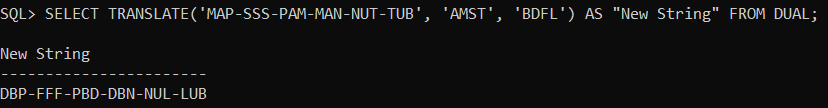 SQL> SELECT TRANSLATE('MAP-SSS-PAM-MAN-NUT-TUB', 'AMST', 'BDFL') AS "New String" FROM DUAL;
New String
-----------------------
DBP-FFF-PBD-DBN-NUL-LUB